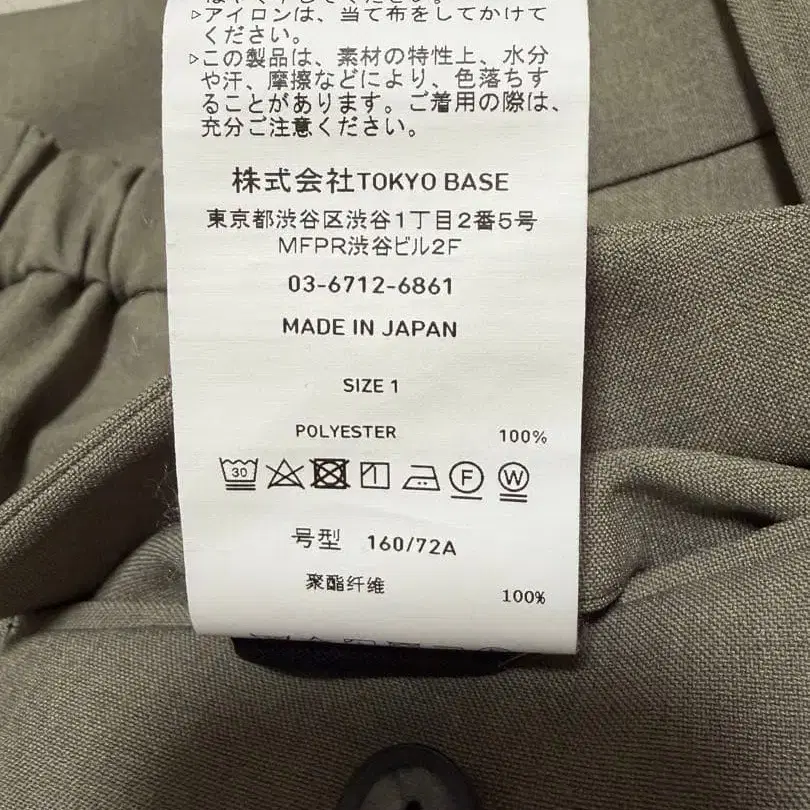 ▷アイロンは、当て布をしてかけて
ください。
▷この製品は、素材の特性上、水分
や汗、摩擦などにより、色落ちす
ることがあります。ご着用の際は、
充分ご注意ください。
株式会社TOKYO BASE
東京都渋谷区渋谷1丁目2番5号
MFPR渋谷ビル2F
03-6712-6861
MADE IN JAPAN
SIZE 1
POLYESTER 100%
30 F W
号型 160/72A
聚酯纤维 100%